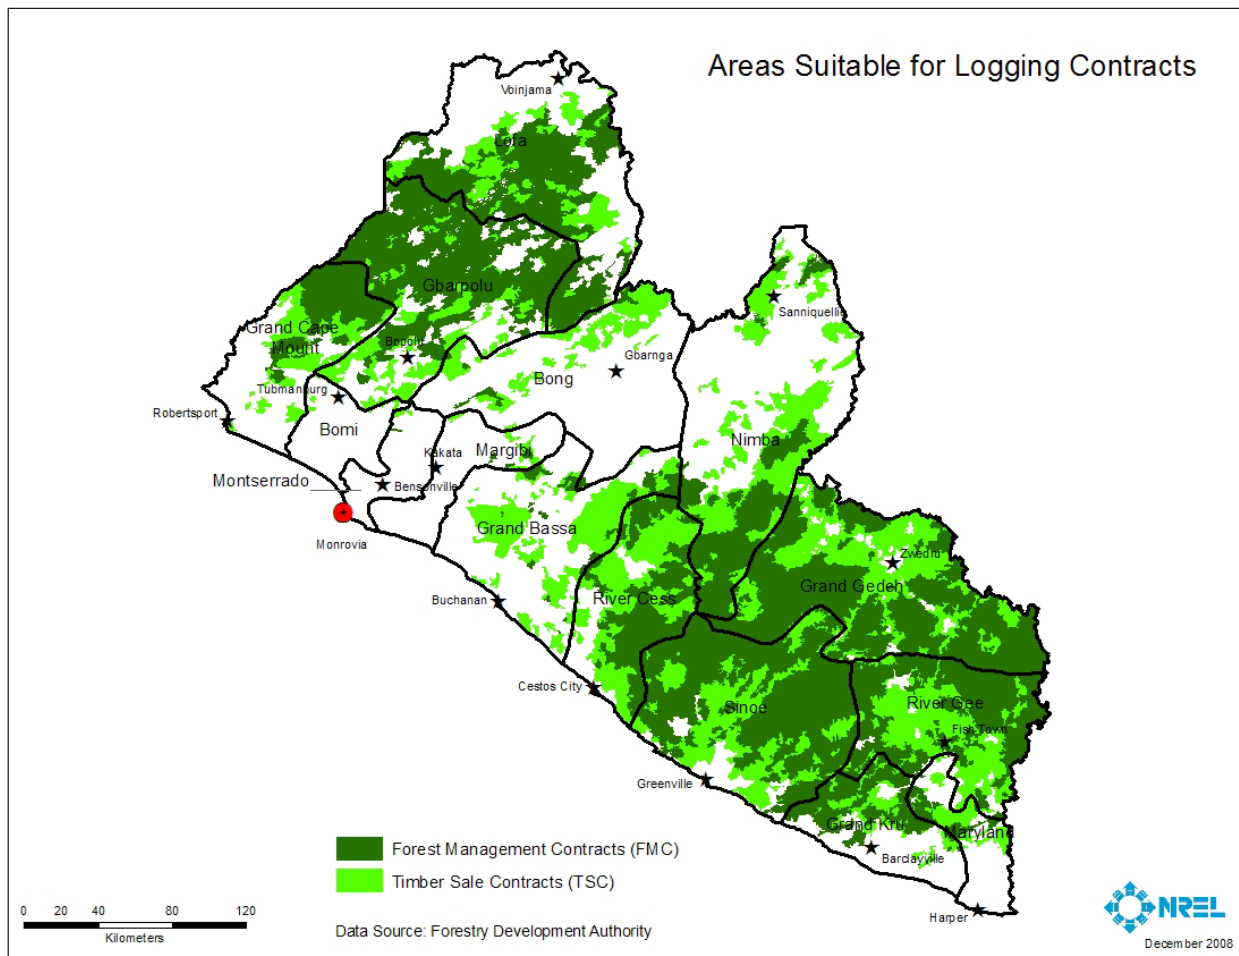 Areas Suitable for Logging Contracts
Voinjama
Lofa
Gbarpolu
Sanniquellie
Grand Cape
Mount
Bopolu
Gbarnga
Bong
Tubmanburg
Robertsport
Bomi
Nimba
Kakata
Margibi
Montserrado
Bensonville
Monrovia
Grand Bassa
Zwedru
Grand Gedeh
Buchanan
River Cess
Cestos City
Sinoe
River Gee
Fish Town
Greenville
Grand Kru
Maryland
Barclayville
Harper
Forest Management Contracts (FMC)
Timber Sale Contracts (TSC)
0 20 40 80 120
Kilometers
Data Source: Forestry Development Authority
NREL
December 2008